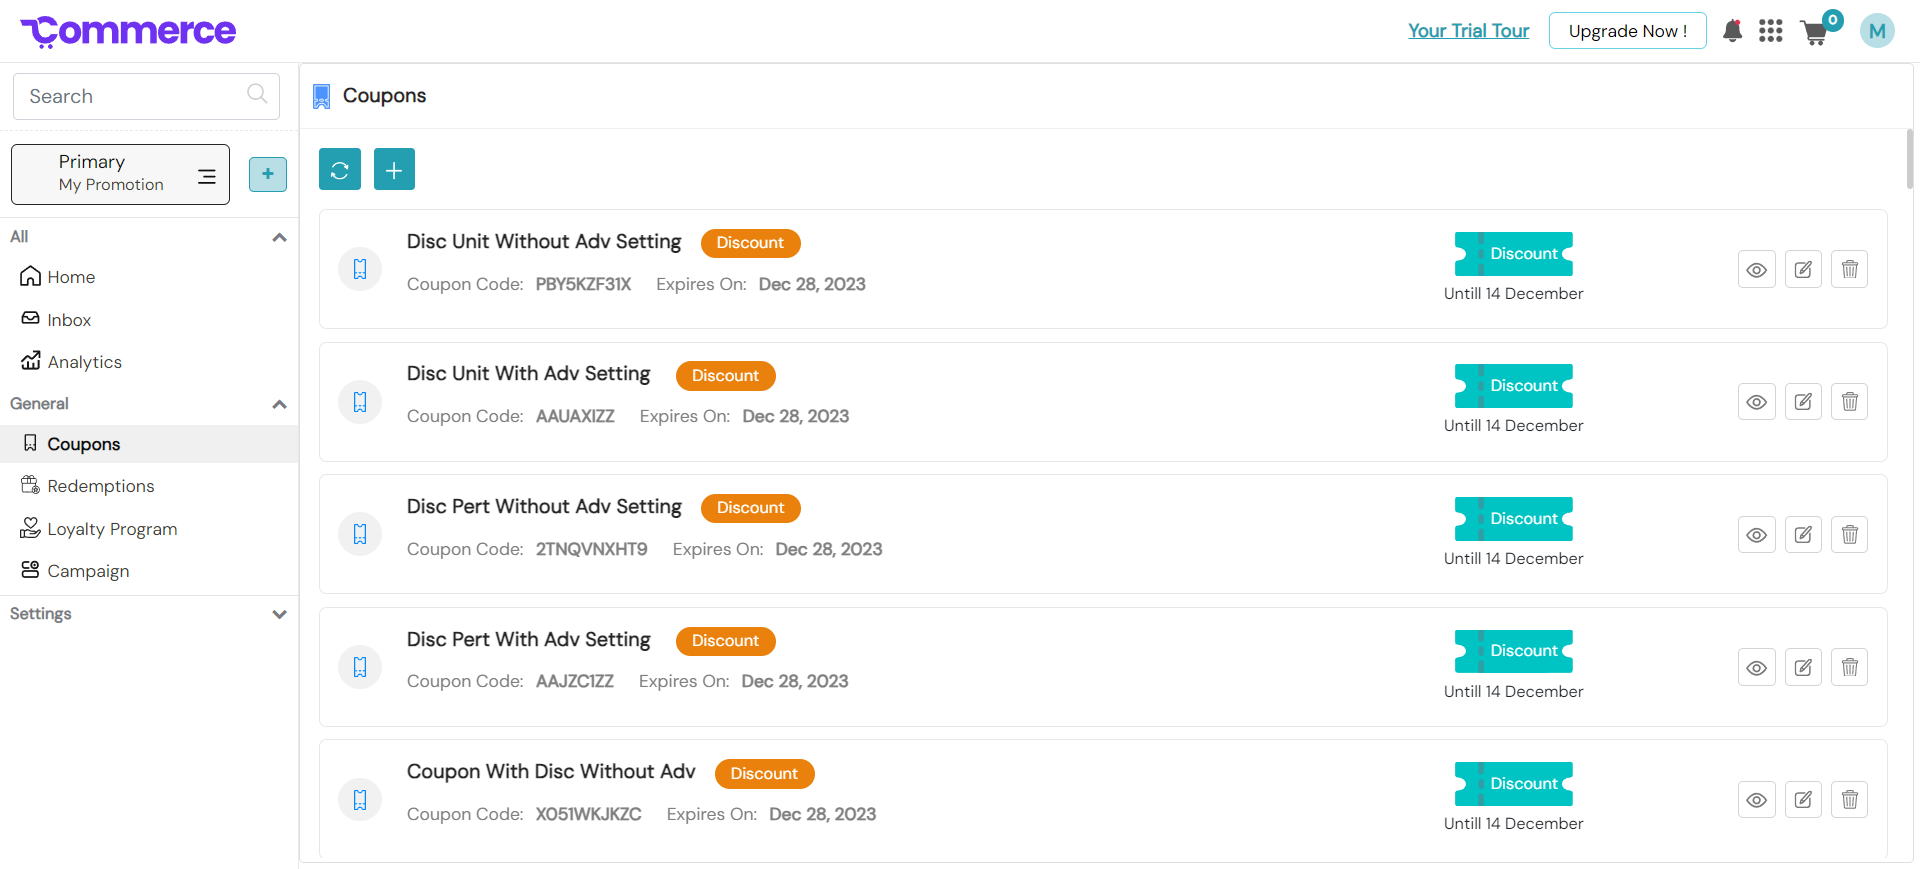 Commerce
Your Trial Tour
Upgrade Now !
0
M
Search
Coupons
Primary
My Promotion
+
All
Home
Inbox
Analytics
General
Coupons
Redemptions
Loyalty Program
Campaign
Settings
Disc Unit Without Adv Setting Discount
Coupon Code: PBY5KZF31X Expires On: Dec 28, 2023
Discount
Untill 14 December
Disc Unit With Adv Setting Discount
Coupon Code: AAUAXIZZ Expires On: Dec 28, 2023
Discount
Untill 14 December
Disc Pert Without Adv Setting Discount
Coupon Code: 2TNQVNXHT9 Expires On: Dec 28, 2023
Discount
Untill 14 December
Disc Pert With Adv Setting Discount
Coupon Code: AAJZC1ZZ Expires On: Dec 28, 2023
Discount
Untill 14 December
Coupon With Disc Without Adv Discount
Coupon Code: X051WKJKZC Expires On: Dec 28, 2023
Discount
Untill 14 December